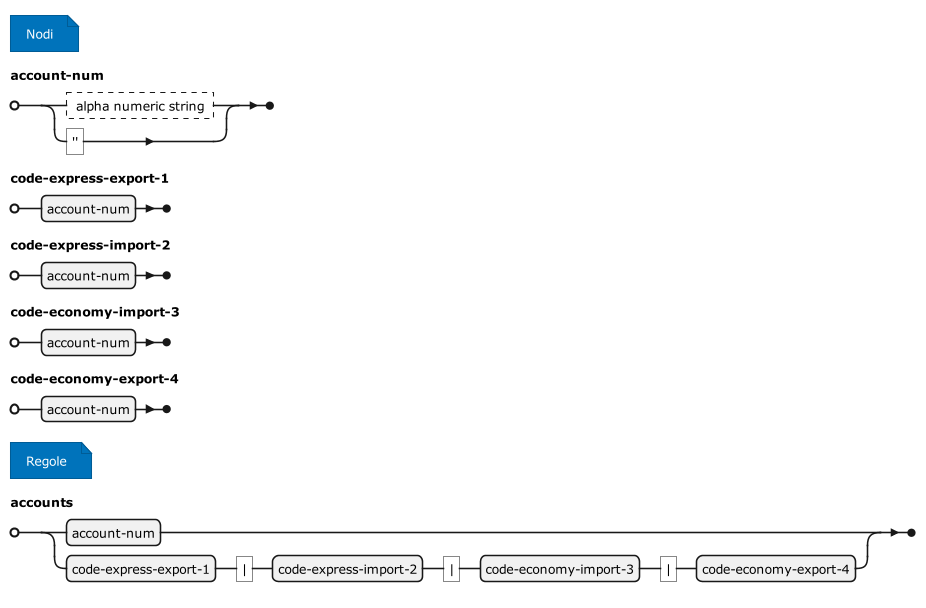 Nodi
account-num
alpha numeric string
"
code-express-export-1
account-num
code-express-import-2
account-num
code-economy-import-3
account-num
code-economy-export-4
account-num
Regole
accounts
account-num
code-express-export-1 | code-express-import-2 | code-economy-import-3 | code-economy-export-4